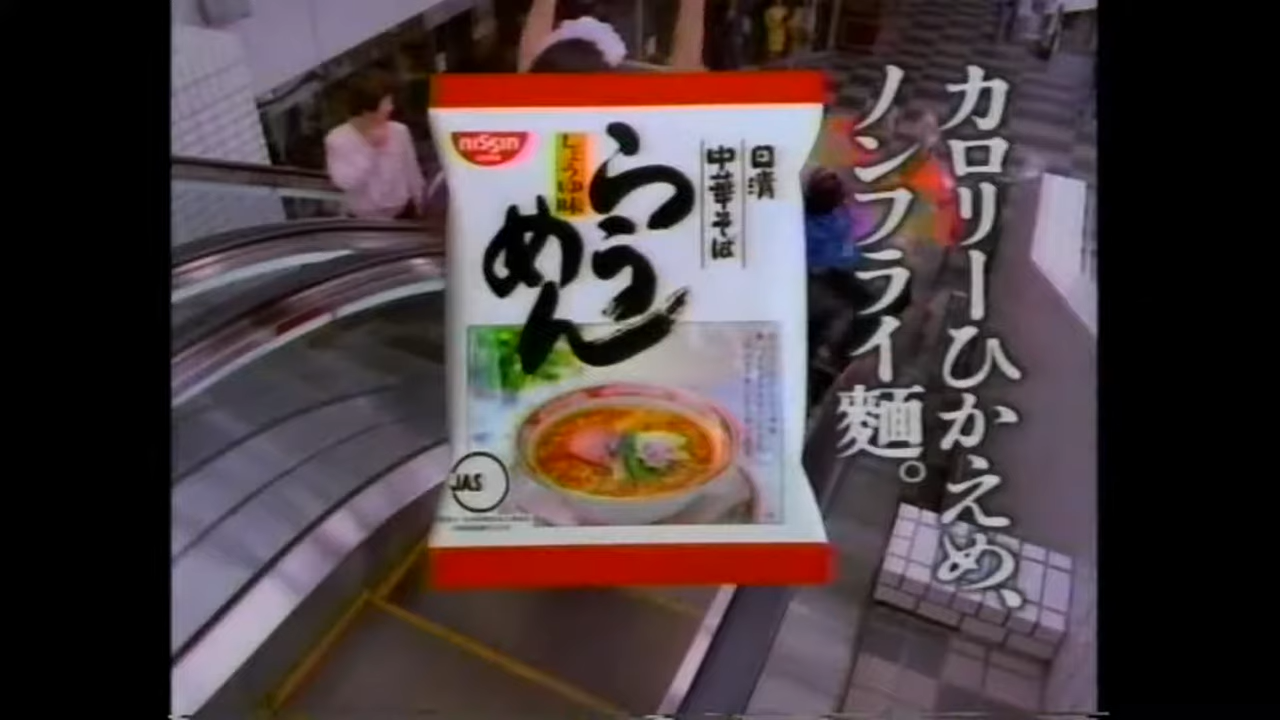 カロリーひかえめ、
ノンフライ麺。
日清
中華そば
らうめん
しょうゆ味
NISSIN
JAS